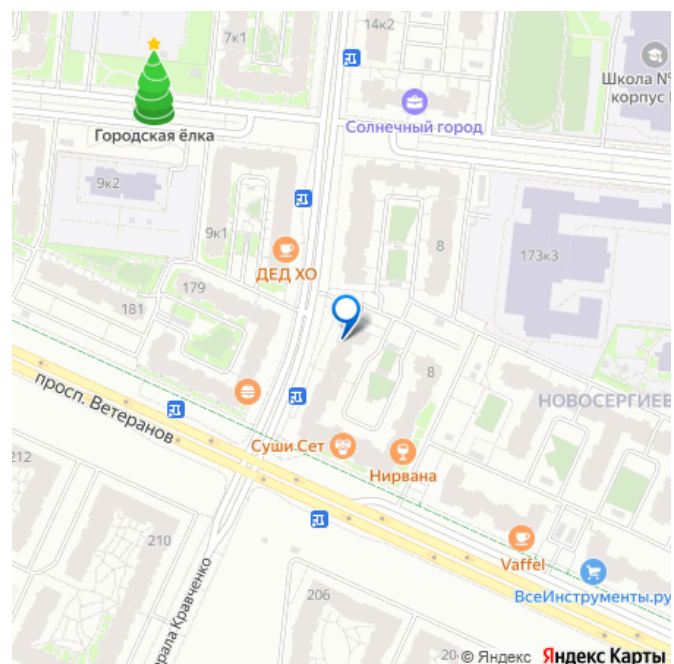 14к2
7к1
Школа №
корпус
Солнечный город
Городская ёлка
9к2
9к1
8
173к3
ДЕД ХО
179
181
8
НОВОСЕРГИЕВ
просп. Ветеранов
Суши Сет
Нирвана
212
210
Vaffel
ВсеИнструменты.ру
206
рала Кравченко
20
© Яндекс Яндекс Карты